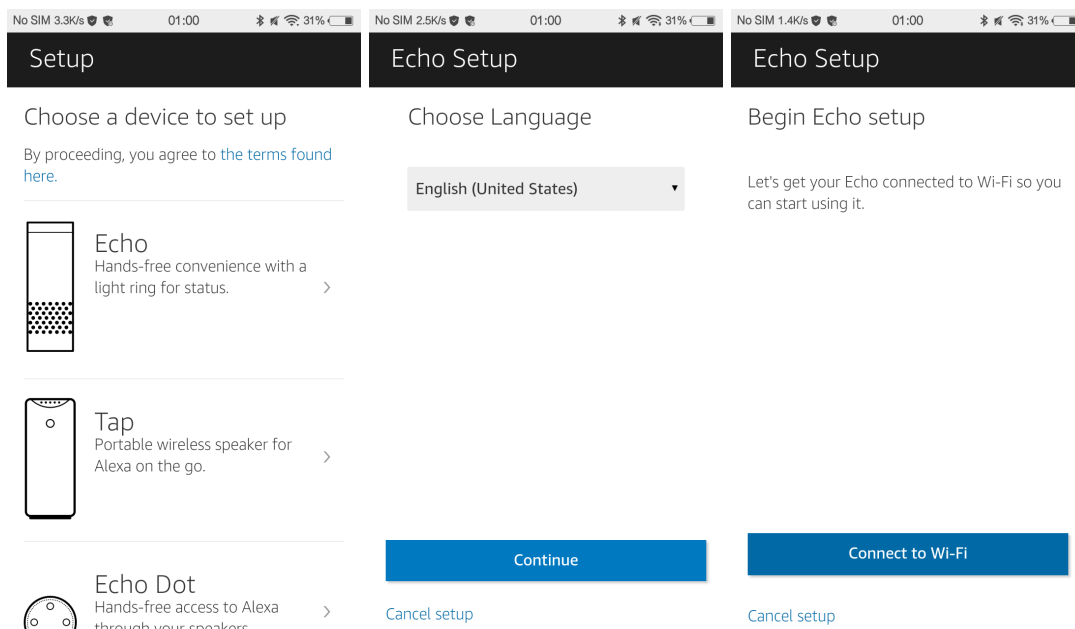 No SIM 3.3K/s 01:00 31%
Setup
Choose a device to set up
By proceeding, you agree to the terms found
here.
Echo
Hands-free convenience with a
light ring for status.
Tap
Portable wireless speaker for
Alexa on the go.
Echo Dot
Hands-free access to Alexa
through your speakers
No SIM 2.5K/s 01:00 31%
Echo Setup
Choose Language
English (United States)
Continue
Cancel setup
No SIM 1.4K/s 01:00 31%
Echo Setup
Begin Echo setup
Let's get your Echo connected to Wi-Fi so you
can start using it.
Connect to Wi-Fi
Cancel setup